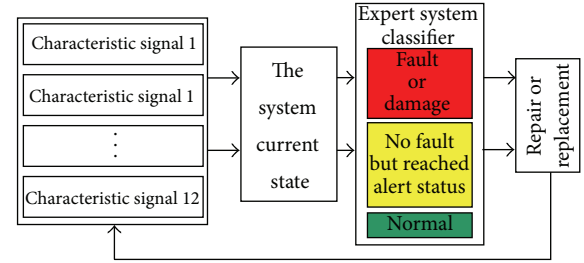 Characteristic signal 1
Characteristic signal 1
⋮
Characteristic signal 12
The
system
current
state
Expert system
classifier
Fault
or
damage
No fault
but reached
alert status
Normal
Repair or
replacement